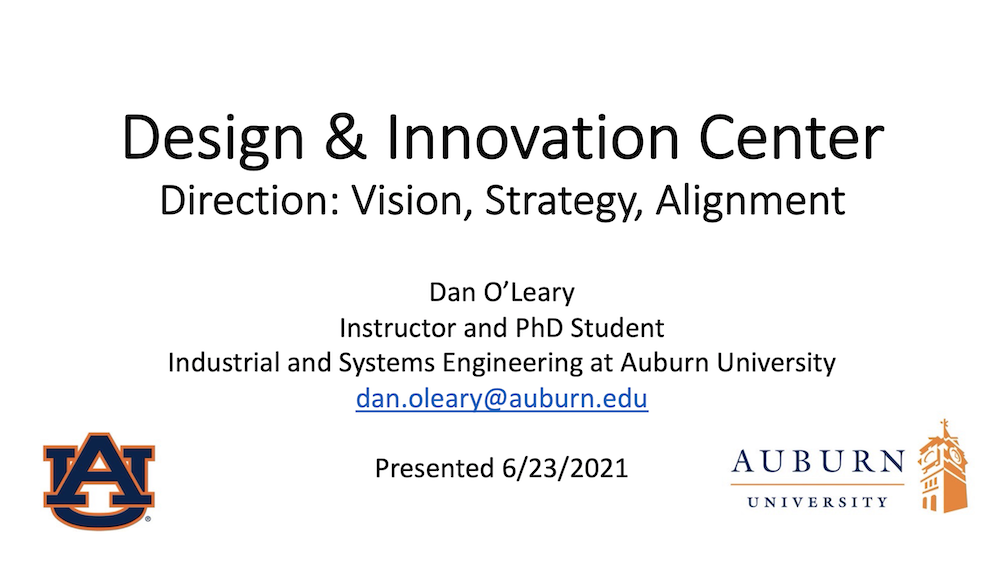 Design & Innovation Center
Direction: Vision, Strategy, Alignment
Dan O’Leary
Instructor and PhD Student
Industrial and Systems Engineering at Auburn University
dan.oleary@auburn.edu
Presented 6/23/2021
AU
®
AUBURN
UNIVERSITY